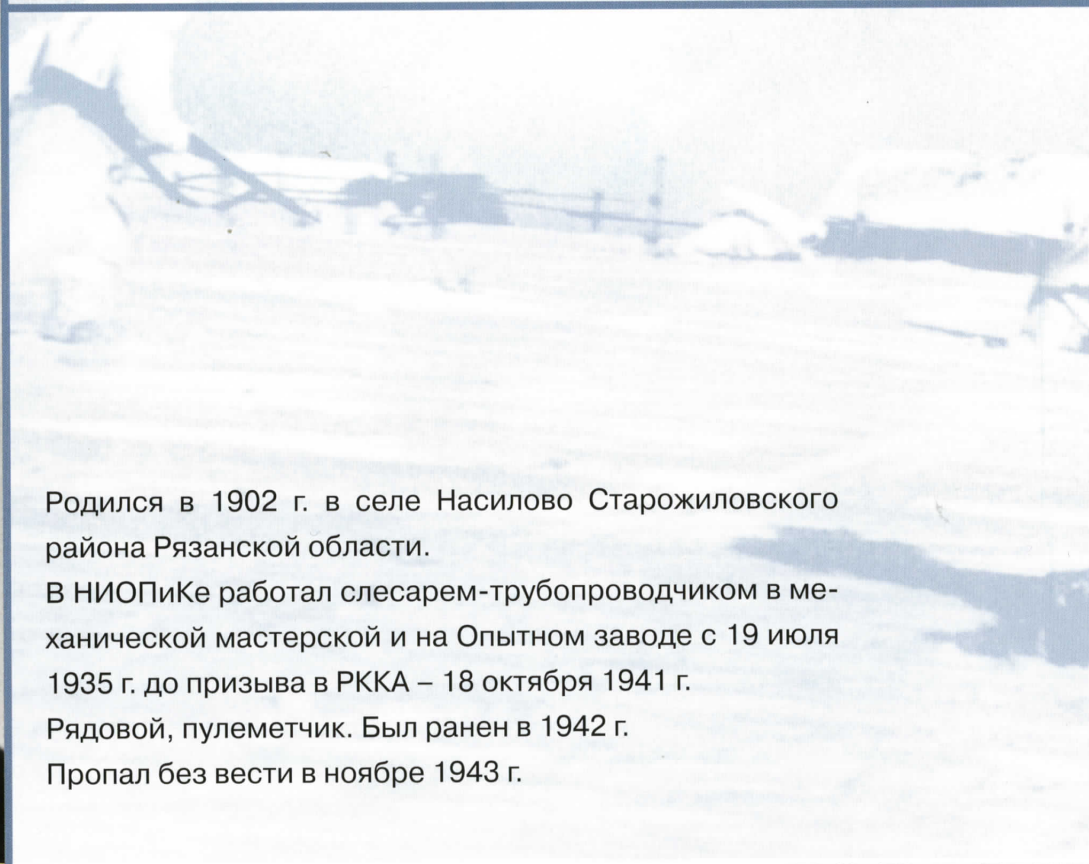 Родился в 1902 г. в селе Насилово Старожиловского
района Рязанской области.
В НИОПиКе работал слесарем-трубопроводчиком в ме-
ханической мастерской и на Опытном заводе с 19 июля
1935 г. до призыва в РККА – 18 октября 1941 г.
Рядовой, пулеметчик. Был ранен в 1942 г.
Пропал без вести в ноябре 1943 г.